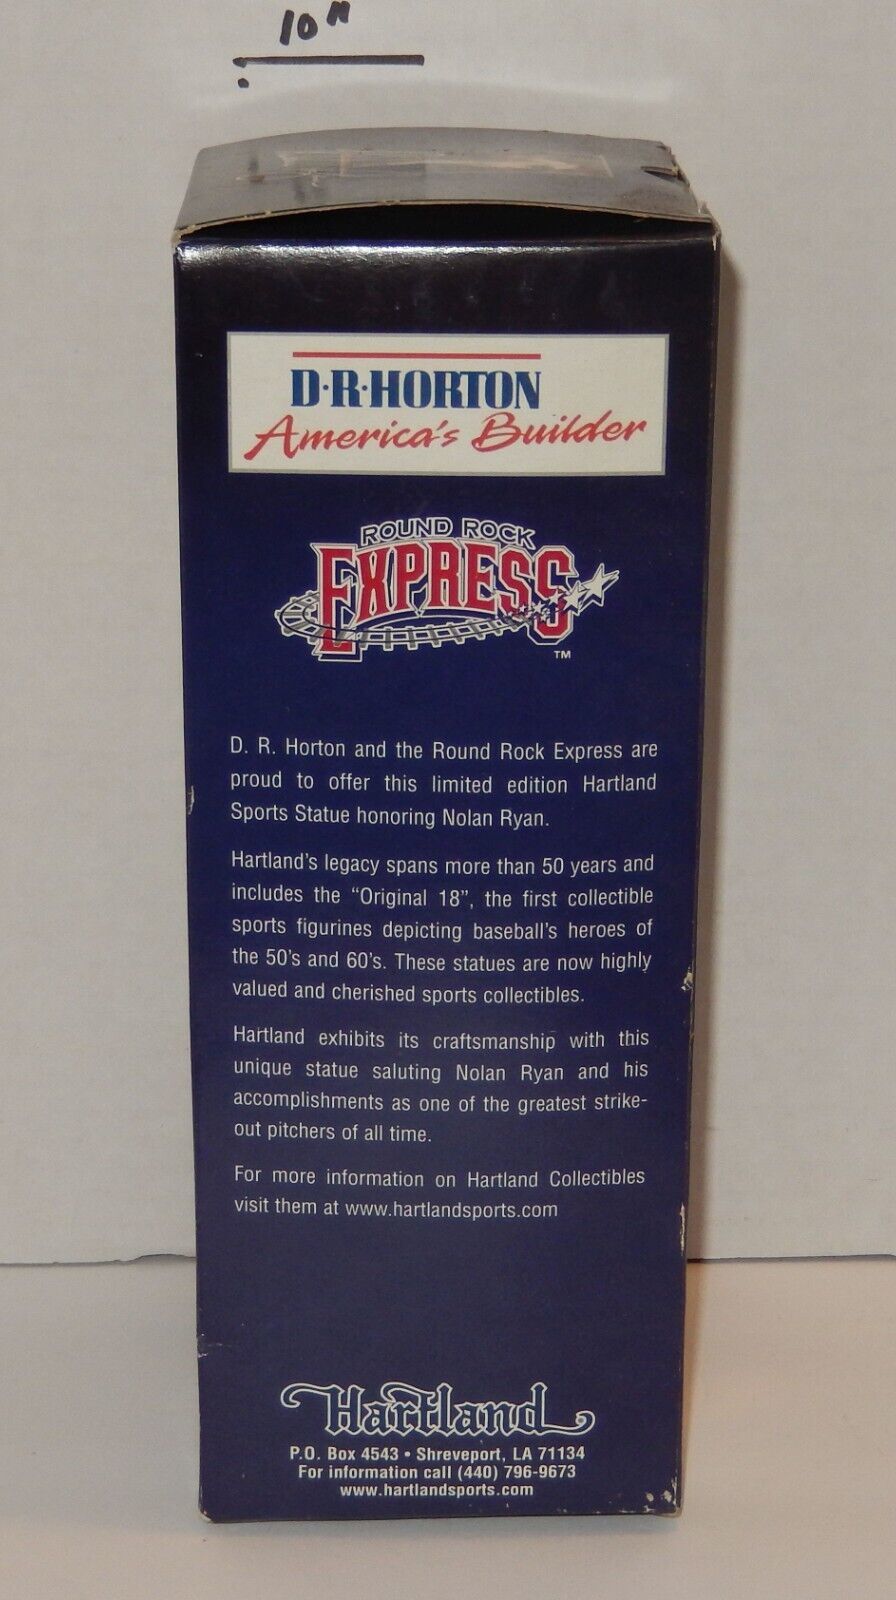 10"
D·R·HORTON
America's Builder
ROUND ROCK
EXPRESS
TM
D. R. Horton and the Round Rock Express are
proud to offer this limited edition Hartland
Sports Statue honoring Nolan Ryan.
Hartland's legacy spans more than 50 years and
includes the "Original 18", the first collectible
sports figurines depicting baseball's heroes of
the 50's and 60's. These statues are now highly
valued and cherished sports collectibles.
Hartland exhibits its craftsmanship with this
unique statue saluting Nolan Ryan and his
accomplishments as one of the greatest strike-
out pitchers of all time.
For more information on Hartland Collectibles
visit them at www.hartlandsports.com
Hartland
P.O. Box 4543 • Shreveport, LA 71134
For information call (440) 796-9673
www.hartlandsports.com